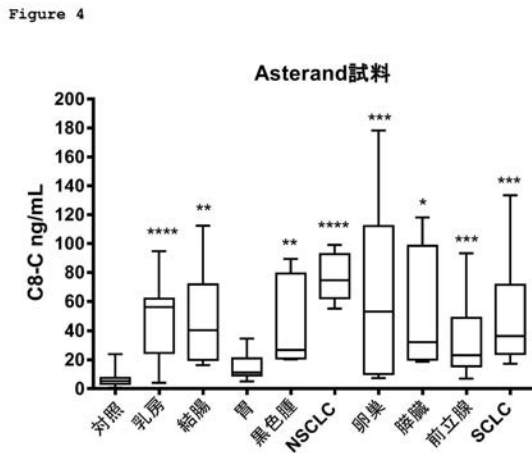 Figure 4
Asterand試料
C8-C ng/mL
200
180
160
140
120
100
80
60
40
20
0
****
**
**
****
***
*
***
***
対照
乳房
結腸
胃
黒色腫
NSCLC
卵巣
膵臓
前立腺
SCLC